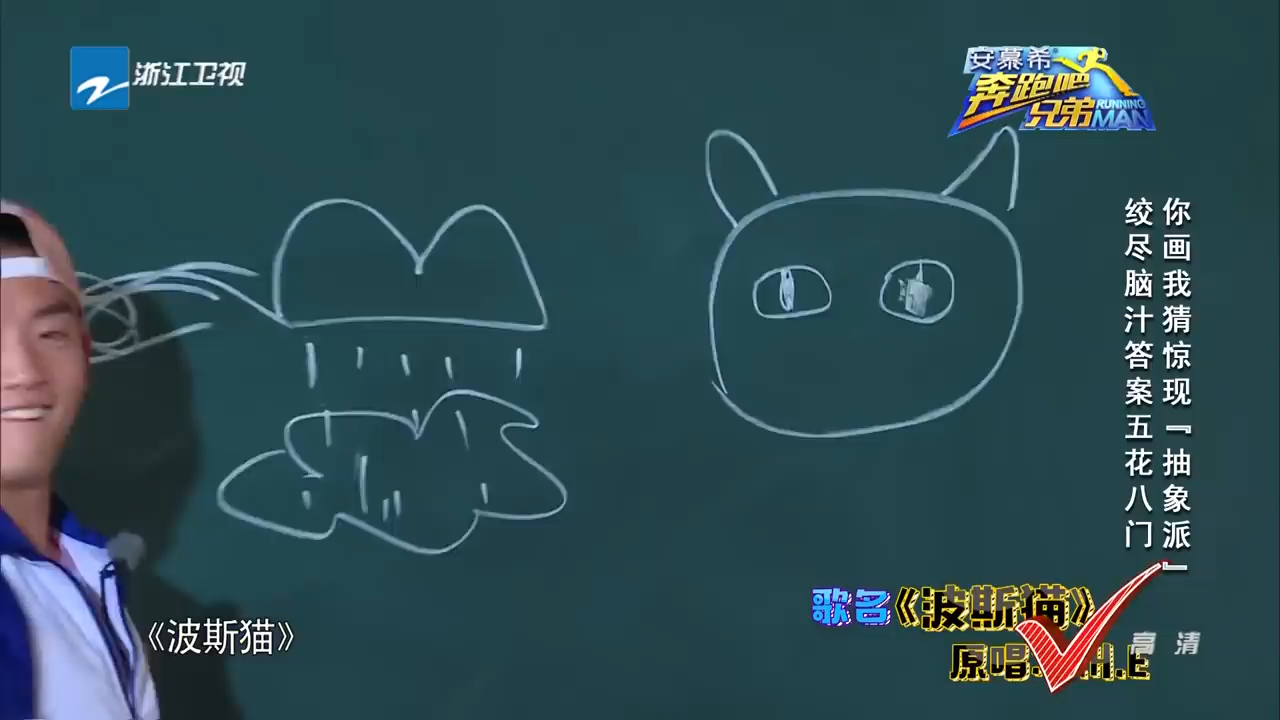 浙江卫视
安慕希
奔跑吧
兄弟
RUNNING
MAN
你画我猜惊现『抽象派』
绞尽脑汁答案五花八门
歌名《波斯猫》
原唱:
.H.E
高清
《波斯猫》